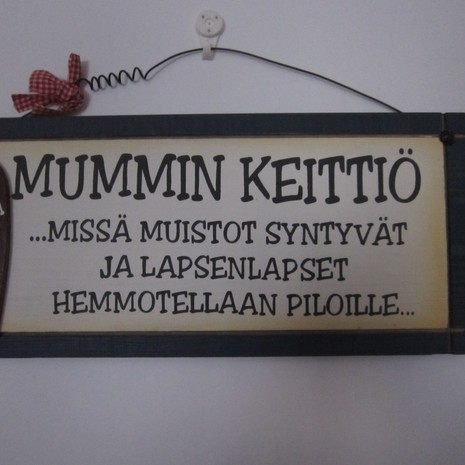 MUMMIN KEITTIÖ
...MISSÄ MUISTOT SYNTYVÄT
JA LAPSENLAPSET
HEMMOTELLAAN PILOILLE...